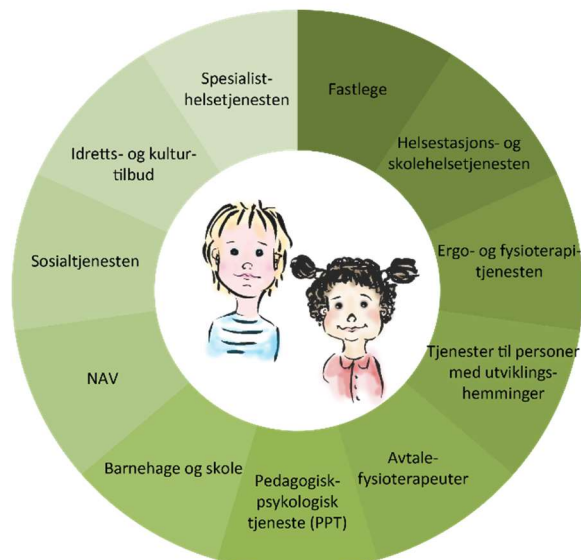 Fastlege
Helsestasjons- og
skolehelsetjenesten
Ergo- og fysioterapi-
tjenesten
Tjenester til personer
med utviklings-
hemminger
Avtale-
fysioterapeuter
Pedagogisk-
psykologisk
tjeneste (PPT)
Barnehage og skole
NAV
Sosialtjenesten
Idretts- og kultur-
tilbud
Spesialist-
helsetjenesten